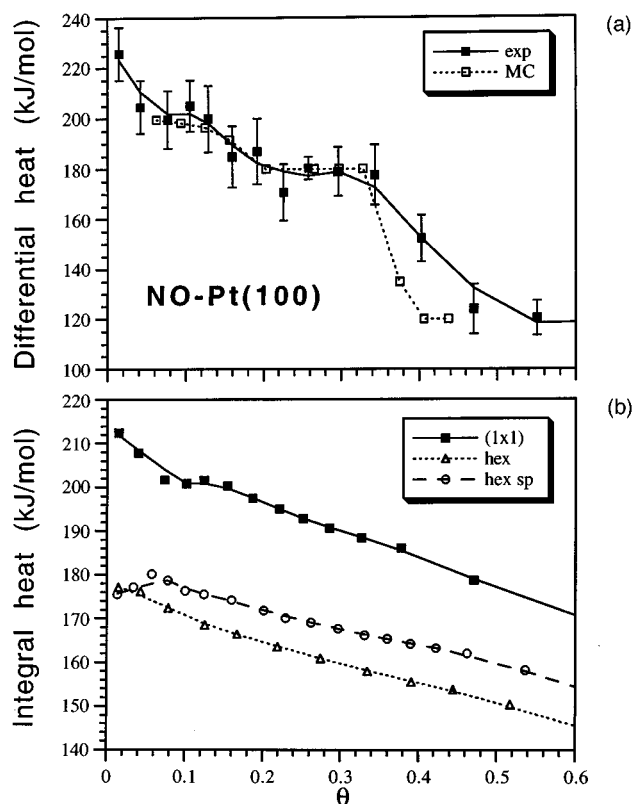 (a)
Differential heat (kJ/mol)
240
220
200
180
160
140
120
100
exp
MC
NO-Pt(100)
(b)
Integral heat (kJ/mol)
220
210
200
190
180
170
160
150
140
(1x1)
hex
hex sp
0 0.1 0.2 0.3 0.4 0.5 0.6
θ